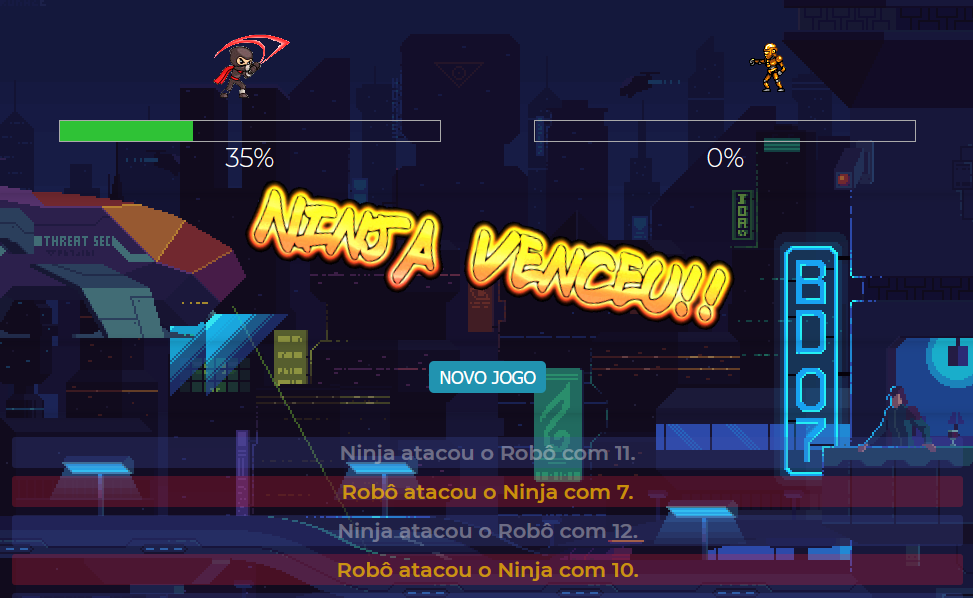 35%
0%
THREAT SEC
NINJA VENCEU!!
NOVO JOGO
Ninja atacou o Robô com 11.
Robô atacou o Ninja com 7.
Ninja atacou o Robô com 12.
Robô atacou o Ninja com 10.